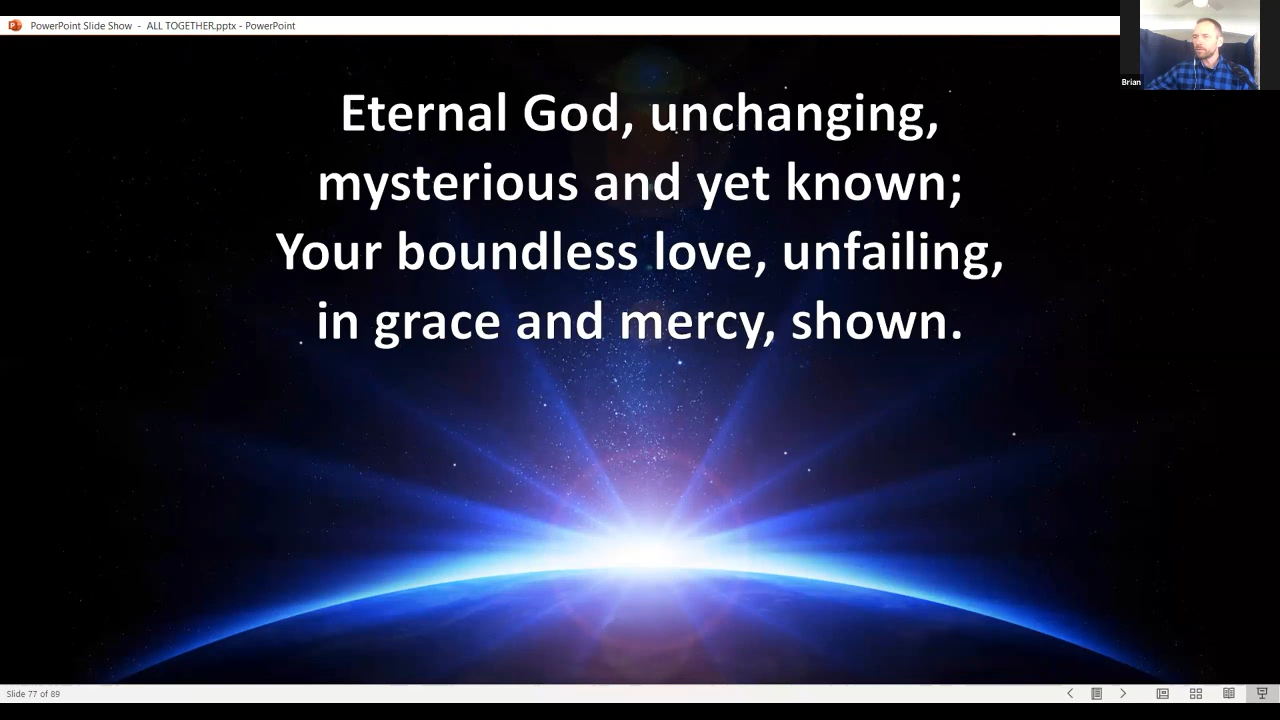 PowerPoint Slide Show - ALL TOGETHER.pptx - PowerPoint
Brian
Eternal God, unchanging,
mysterious and yet known;
Your boundless love, unfailing,
in grace and mercy, shown.
Slide 77 of 89